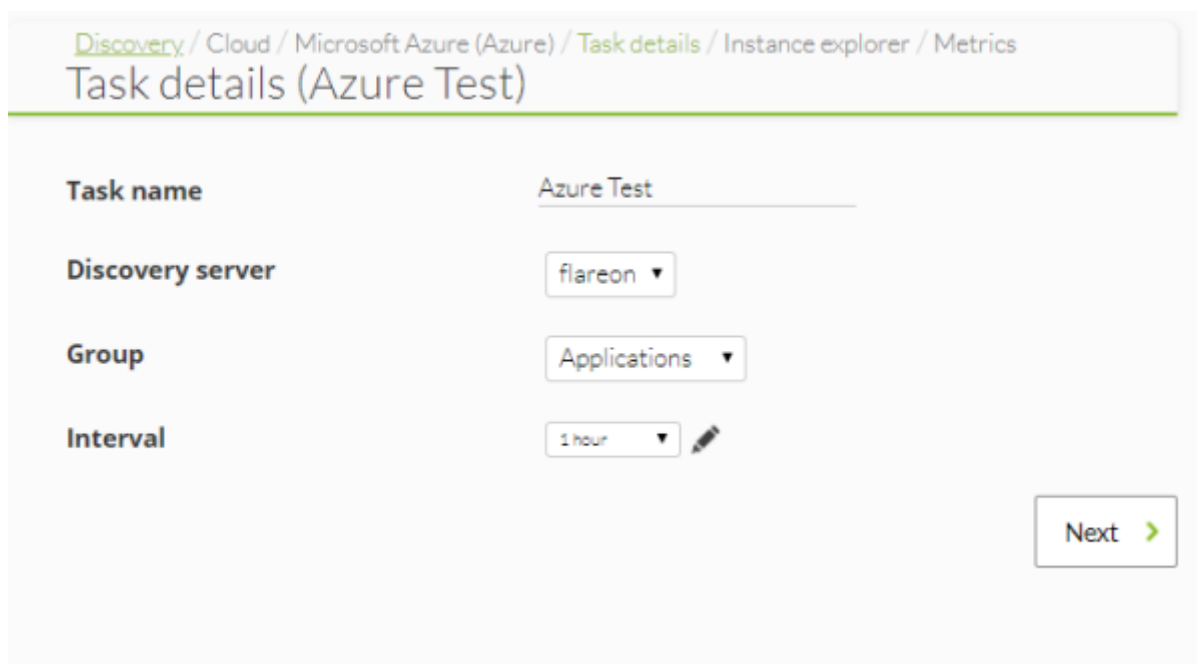 Discovery / Cloud / Microsoft Azure (Azure) / Task details / Instance explorer / Metrics
Task details (Azure Test)
Task name Azure Test
Discovery server flareon
Group Applications
Interval 1 hour
Next